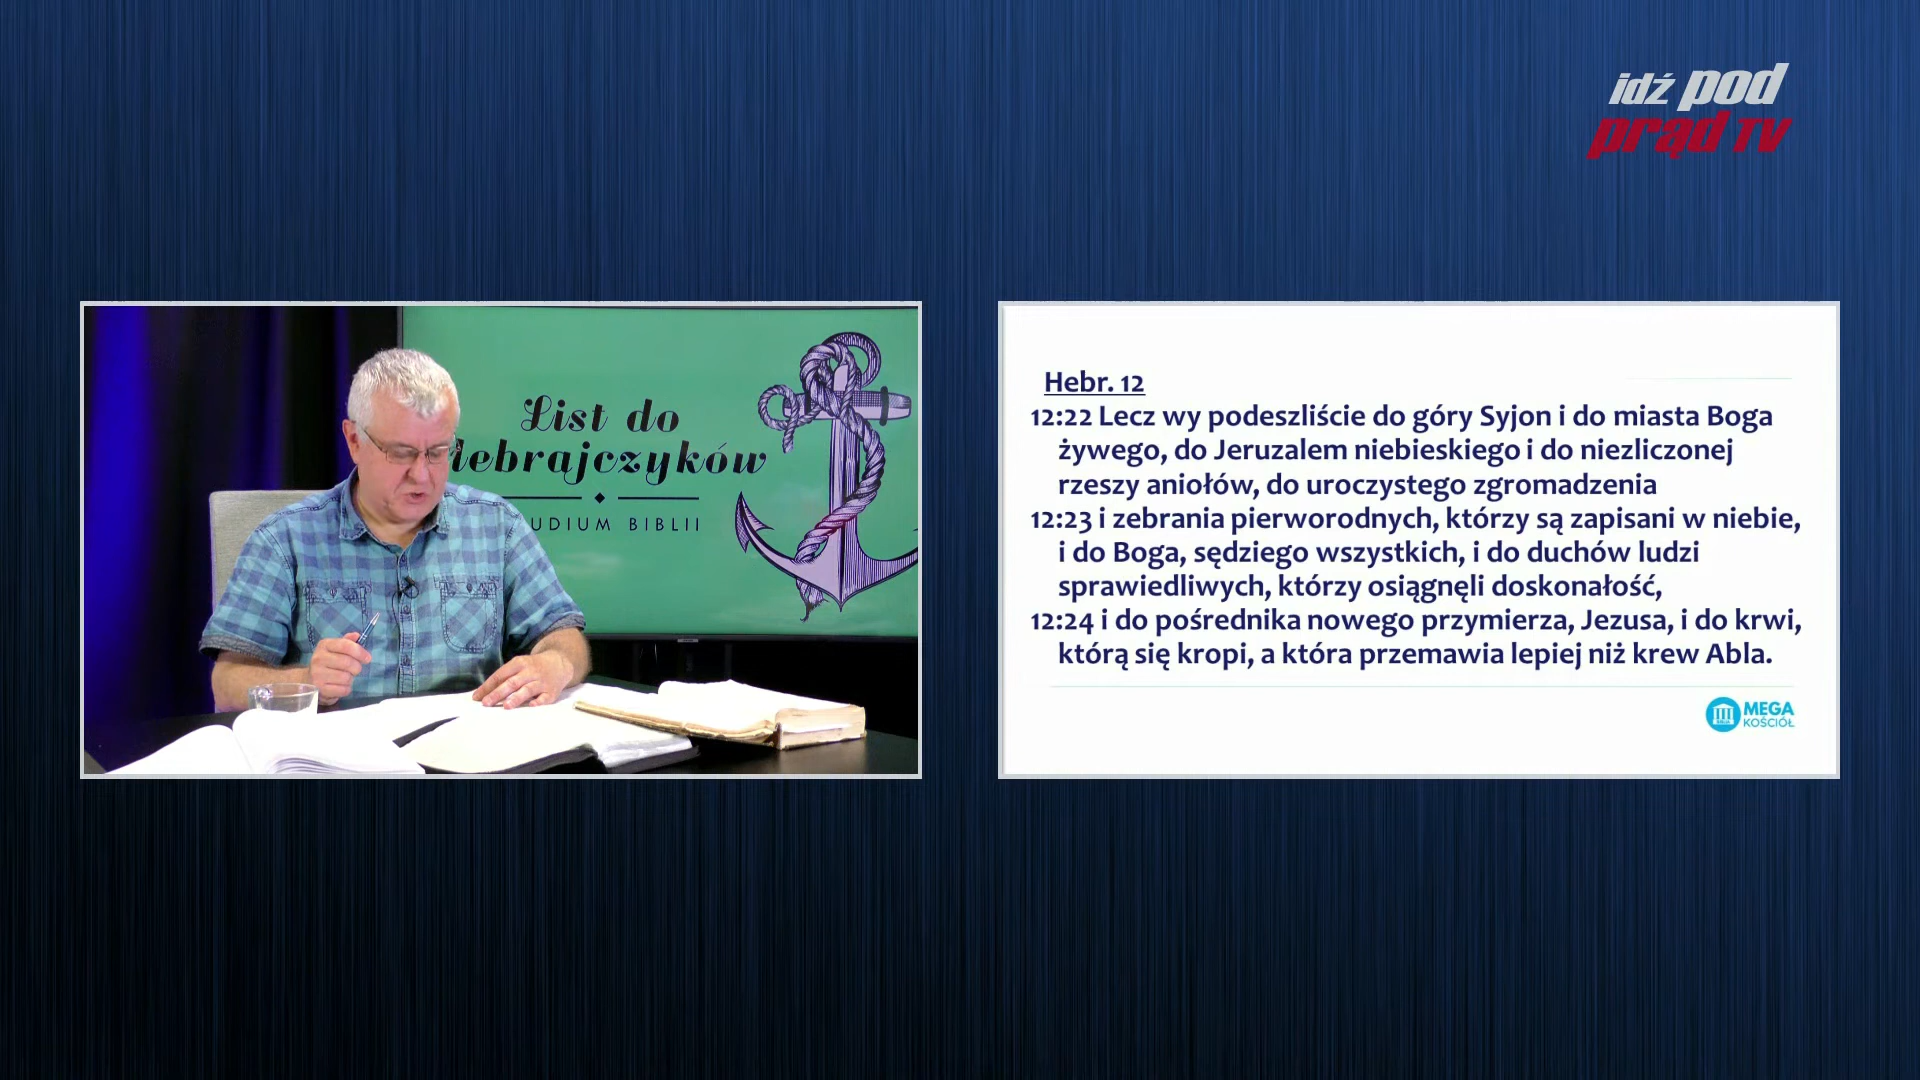 idź pod
prąd TV
List do
ebrajczyków
UDIUM BIBLII
Hebr. 12
12:22 Lecz wy podeszliście do góry Syjon i do miasta Boga
żywego, do Jeruzalem niebieskiego i do niezliczonej
rzeszy aniołów, do uroczystego zgromadzenia
12:23 i zebrania pierworodnych, którzy są zapisani w niebie,
i do Boga, sędziego wszystkich, i do duchów ludzi
sprawiedliwych, którzy osiągnęli doskonałość,
12:24 i do pośrednika nowego przymierza, Jezusa, i do krwi,
którą się kropi, a która przemawia lepiej niż krew Abla.
MEGA
KOŚCIÓŁ